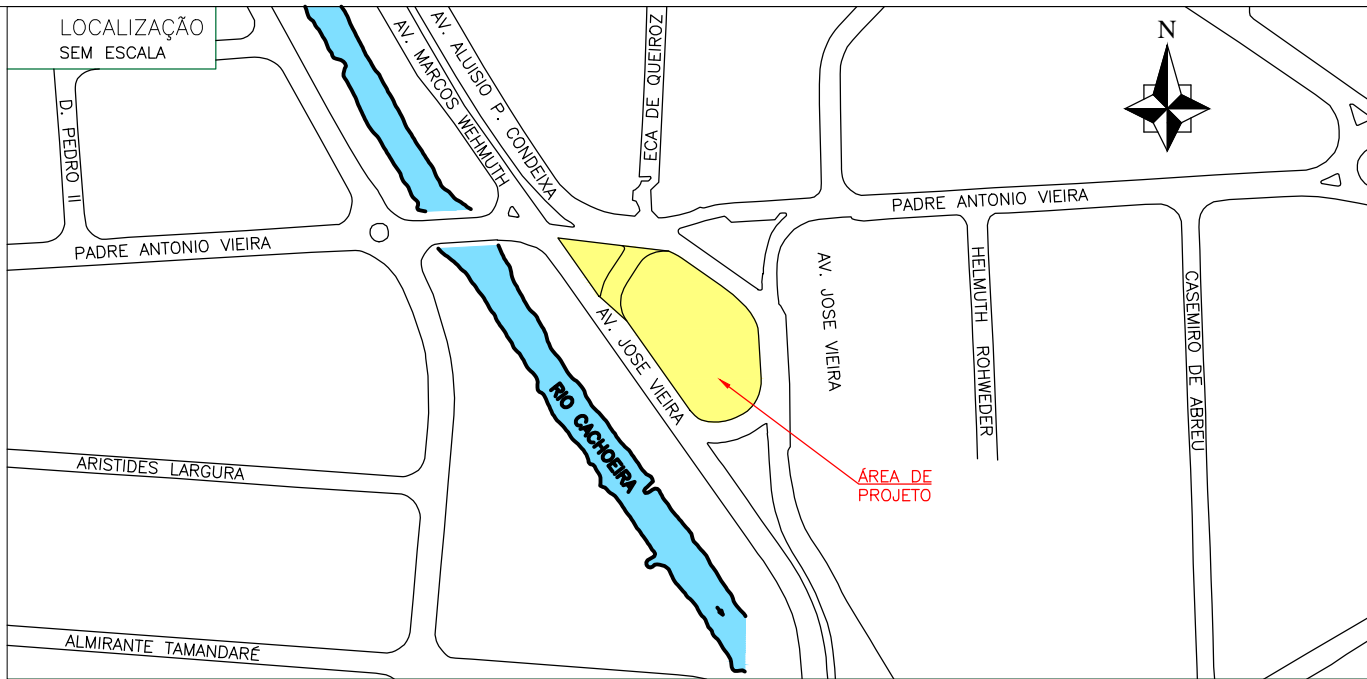 LOCALIZAÇÃO
SEM ESCALA
AV. ALUISIO P. CONDEIXA
AV. MARCOS WEHMUTH
ECA DE QUEIROZ
N
D. PEDRO II
PADRE ANTONIO VIEIRA
PADRE ANTONIO VIEIRA
AV. JOSE VIEIRA
AV. JOSE VIEIRA
HELMUTH ROHWEDER
CASEMIRO DE ABREU
RIO CACHOEIRA
ARISTIDES LARGURA
ÁREA DE
PROJETO
ALMIRANTE TAMANDARÉ